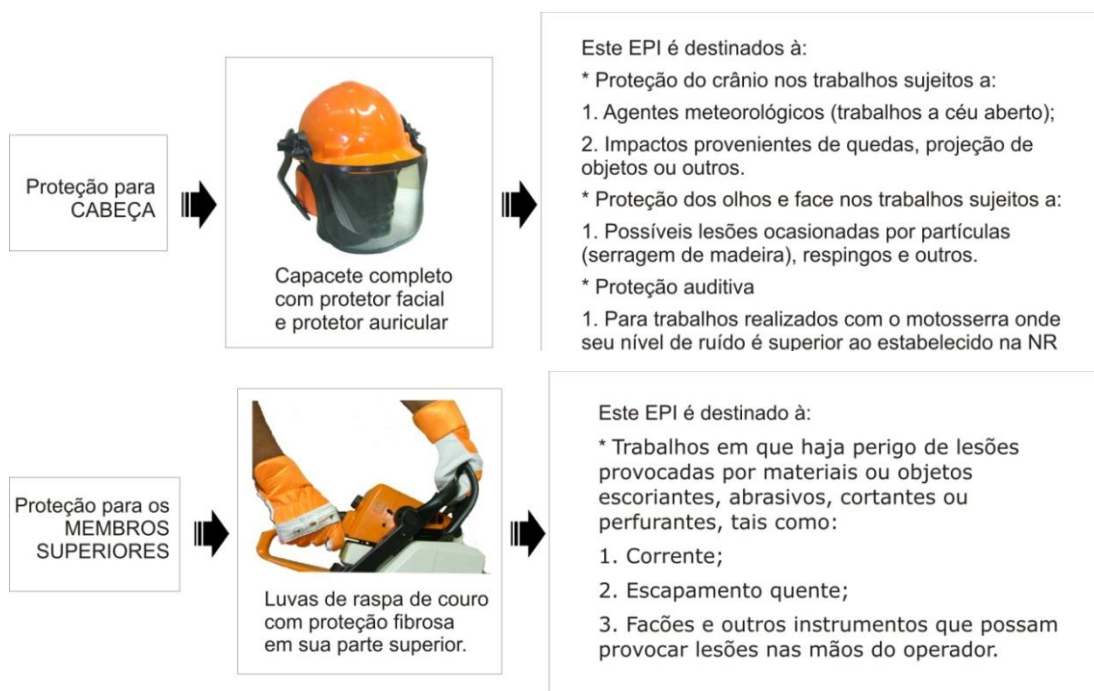 Proteção para
CABEÇA
Capacete completo
com protetor facial
e protetor auricular
Este EPI é destinados à:
* Proteção do crânio nos trabalhos sujeitos a:
1. Agentes meteorológicos (trabalhos a céu aberto);
2. Impactos provenientes de quedas, projeção de
objetos ou outros.
* Proteção dos olhos e face nos trabalhos sujeitos a:
1. Possíveis lesões ocasionadas por partículas
(serragem de madeira), respingos e outros.
* Proteção auditiva
1. Para trabalhos realizados com o motosserra onde
seu nível de ruído é superior ao estabelecido na NR
Proteção para os
MEMBROS
SUPERIORES
Luvas de raspa de couro
com proteção fibrosa
em sua parte superior.
Este EPI é destinado à:
* Trabalhos em que haja perigo de lesões
provocadas por materiais ou objetos
escoriantes, abrasivos, cortantes ou
perfurantes, tais como:
1. Corrente;
2. Escapamento quente;
3. Facões e outros instrumentos que possam
provocar lesões nas mãos do operador.